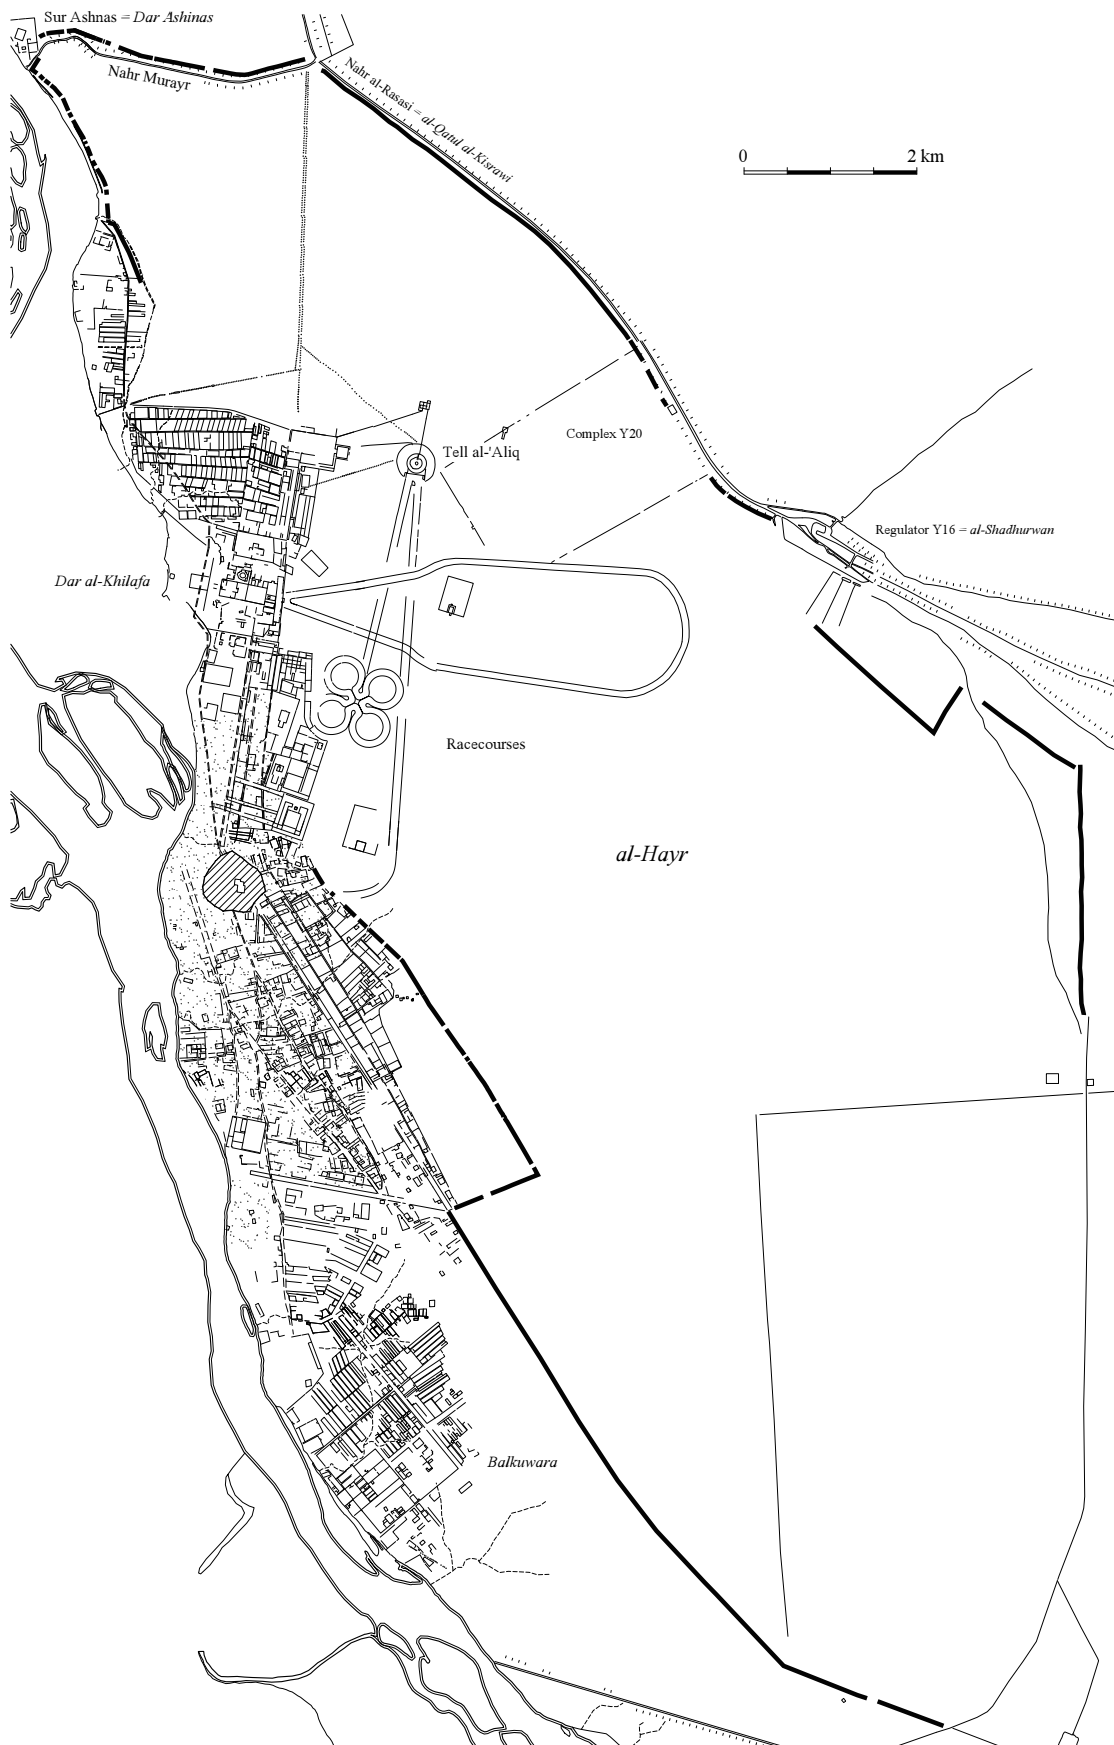 Sur Ashnas = Dar Ashinas
Nahr Murayr
Nahr al-Rasasi = al-Qatul al-Kisrawi
0 2 km
Complex Y20
Tell al-'Aliq
Regulator Y16 = al-Shadhurwan
Dar al-Khilafa
Racecourses
al-Hayr
Balkuwara